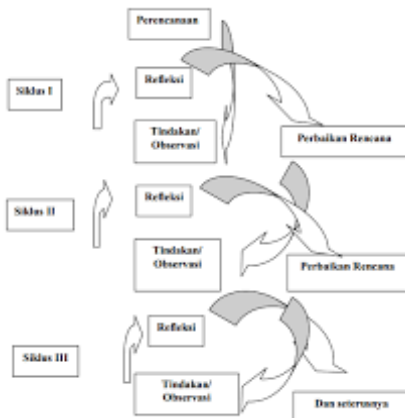 Perencanaan
Siklus I
Refleksi
Tindakan/
Observasi
Perbaikan Rencana
Siklus II
Refleksi
Tindakan/
Observasi
Perbaikan Rencana
Siklus III
Refleksi
Tindakan/
Observasi
Dan seterusnya